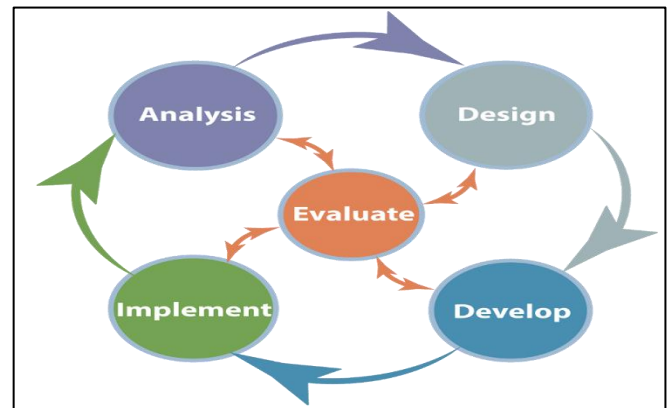 Analysis
Design
Evaluate
Implement
Develop